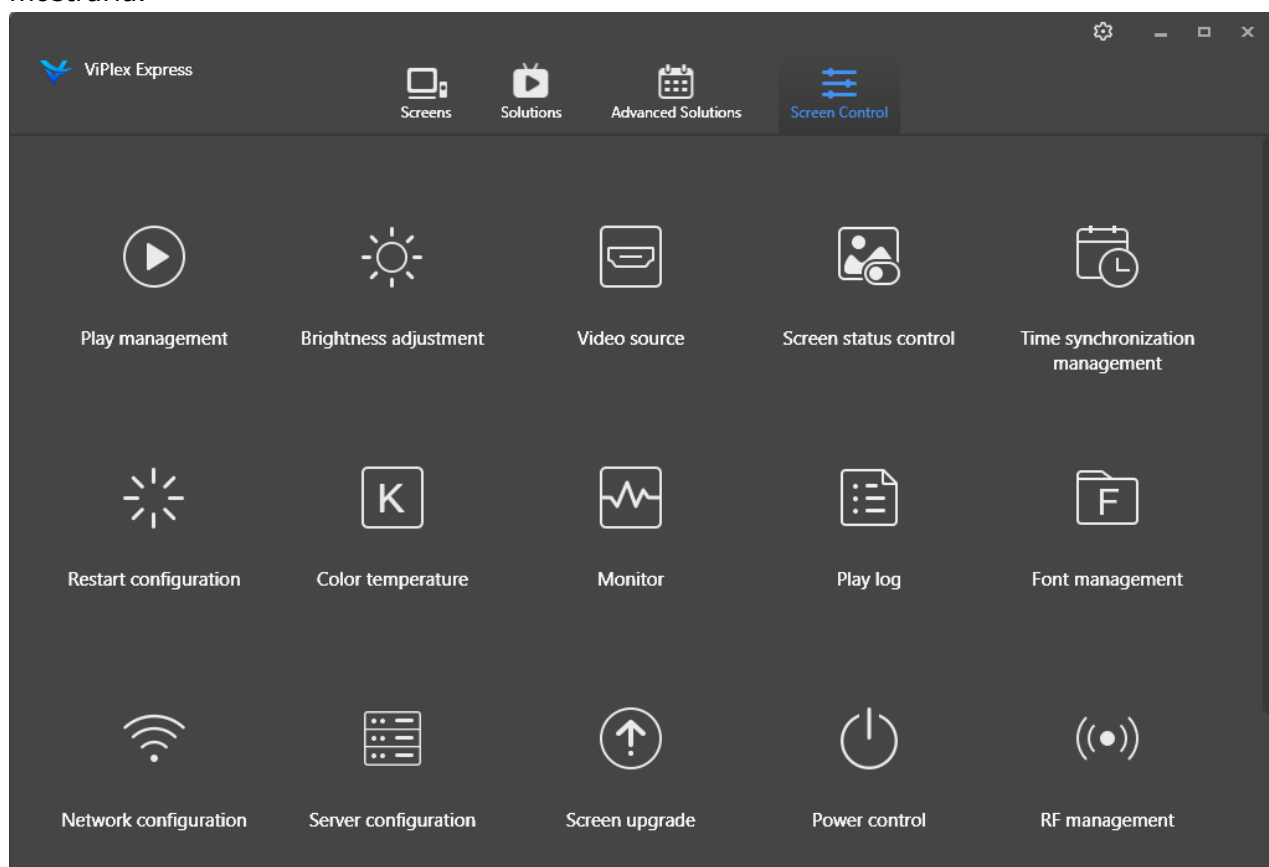 ViPlex Express
Screens
Solutions
Advanced Solutions
Screen Control
Play management
Brightness adjustment
Video source
Screen status control
Time synchronization
management
Restart configuration
K
Color temperature
Monitor
Play log
F
Font management
Network configuration
Server configuration
Screen upgrade
Power control
RF management